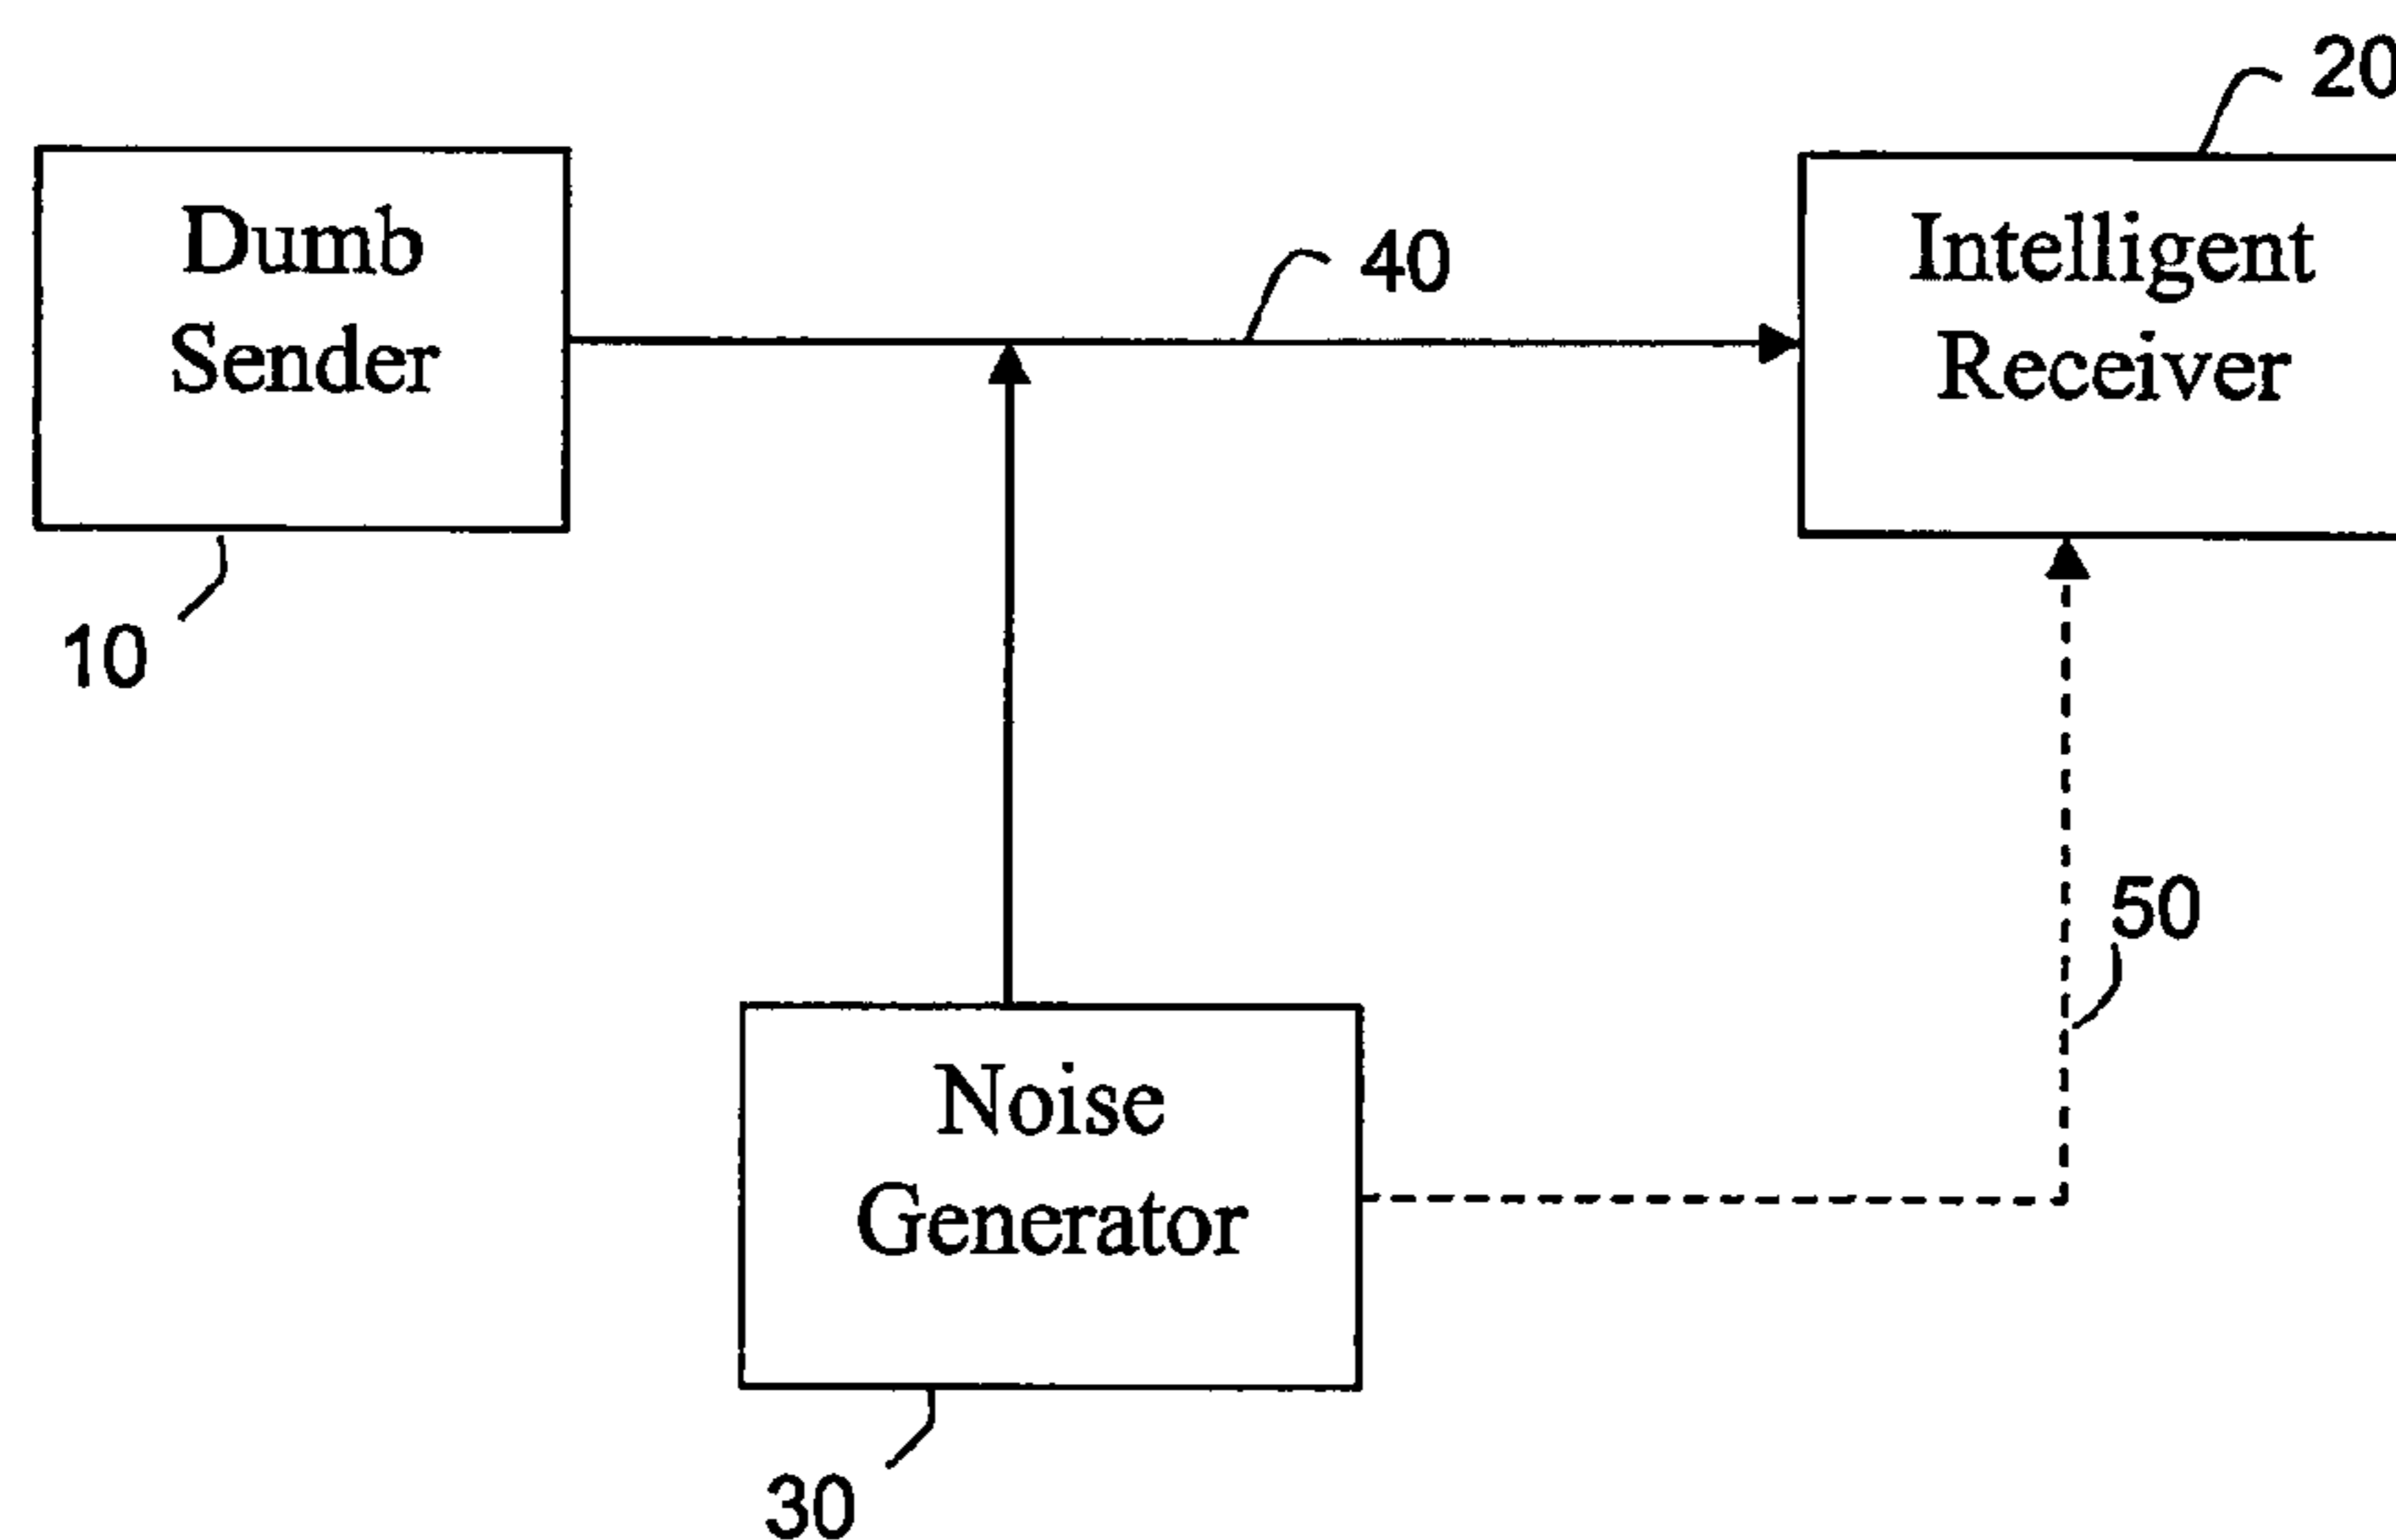 20
Dumb
Sender
40
Intelligent
Receiver
10
50
Noise
Generator
30